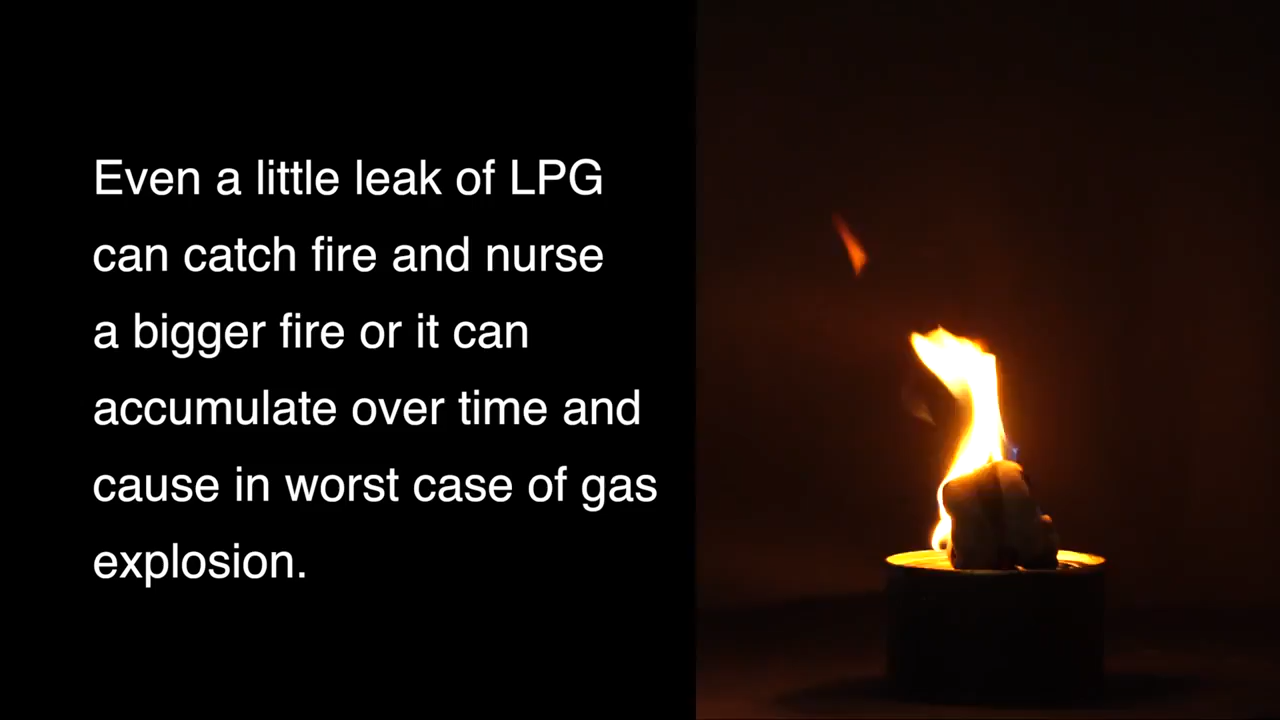 Even a little leak of LPG
can catch fire and nurse
a bigger fire or it can
accumulate over time and
cause in worst case of gas
explosion.